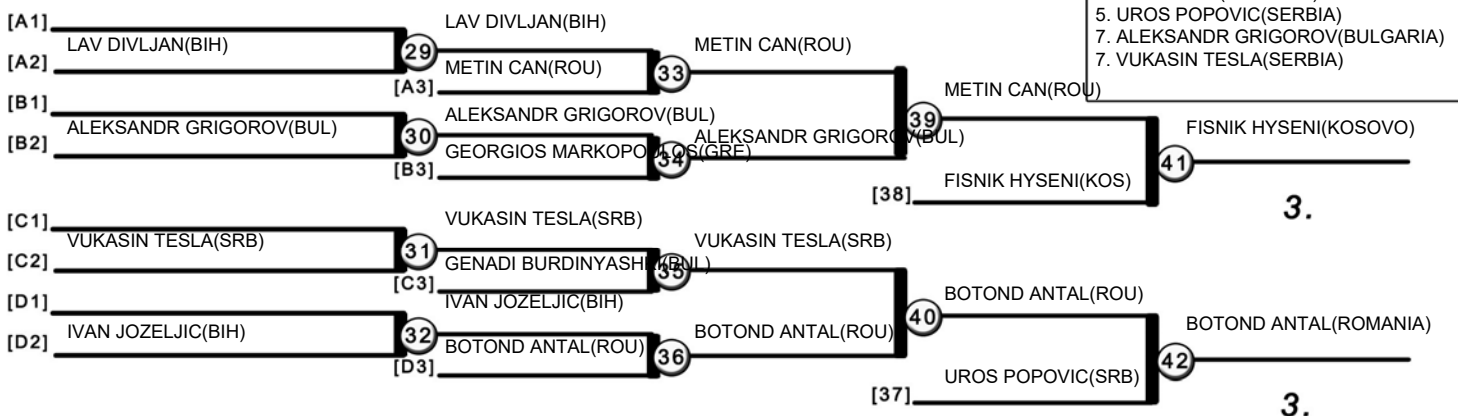 [A1]
LAV DIVLJAN(BIH)
[A2]
29
LAV DIVLJAN(BIH)
METIN CAN(ROU)
[A3]
33
METIN CAN(ROU)
[B1]
ALEKSANDR GRIGOROV(BUL)
[B2]
30
ALEKSANDR GRIGOROV(BUL)
GEORGIOS MARKOPOULOS(GRE)
[B3]
34
ALEKSANDR GRIGOROV(BUL)
39
METIN CAN(ROU)
FISNIK HYSENI(KOS)
[38]
41
FISNIK HYSENI(KOSOVO)
3.
[C1]
VUKASIN TESLA(SRB)
[C2]
31
VUKASIN TESLA(SRB)
GENADI BURDINYASHKI(BUL)
[C3]
35
VUKASIN TESLA(SRB)
[D1]
IVAN JOZELJIC(BIH)
[D2]
32
IVAN JOZELJIC(BIH)
BOTOND ANTAL(ROU)
[D3]
36
BOTOND ANTAL(ROU)
40
BOTOND ANTAL(ROU)
UROS POPOVIC(SRB)
[37]
42
BOTOND ANTAL(ROMANIA)
3.
5. UROS POPOVIC(SERBIA)
7. ALEKSANDR GRIGOROV(BULGARIA)
7. VUKASIN TESLA(SERBIA)